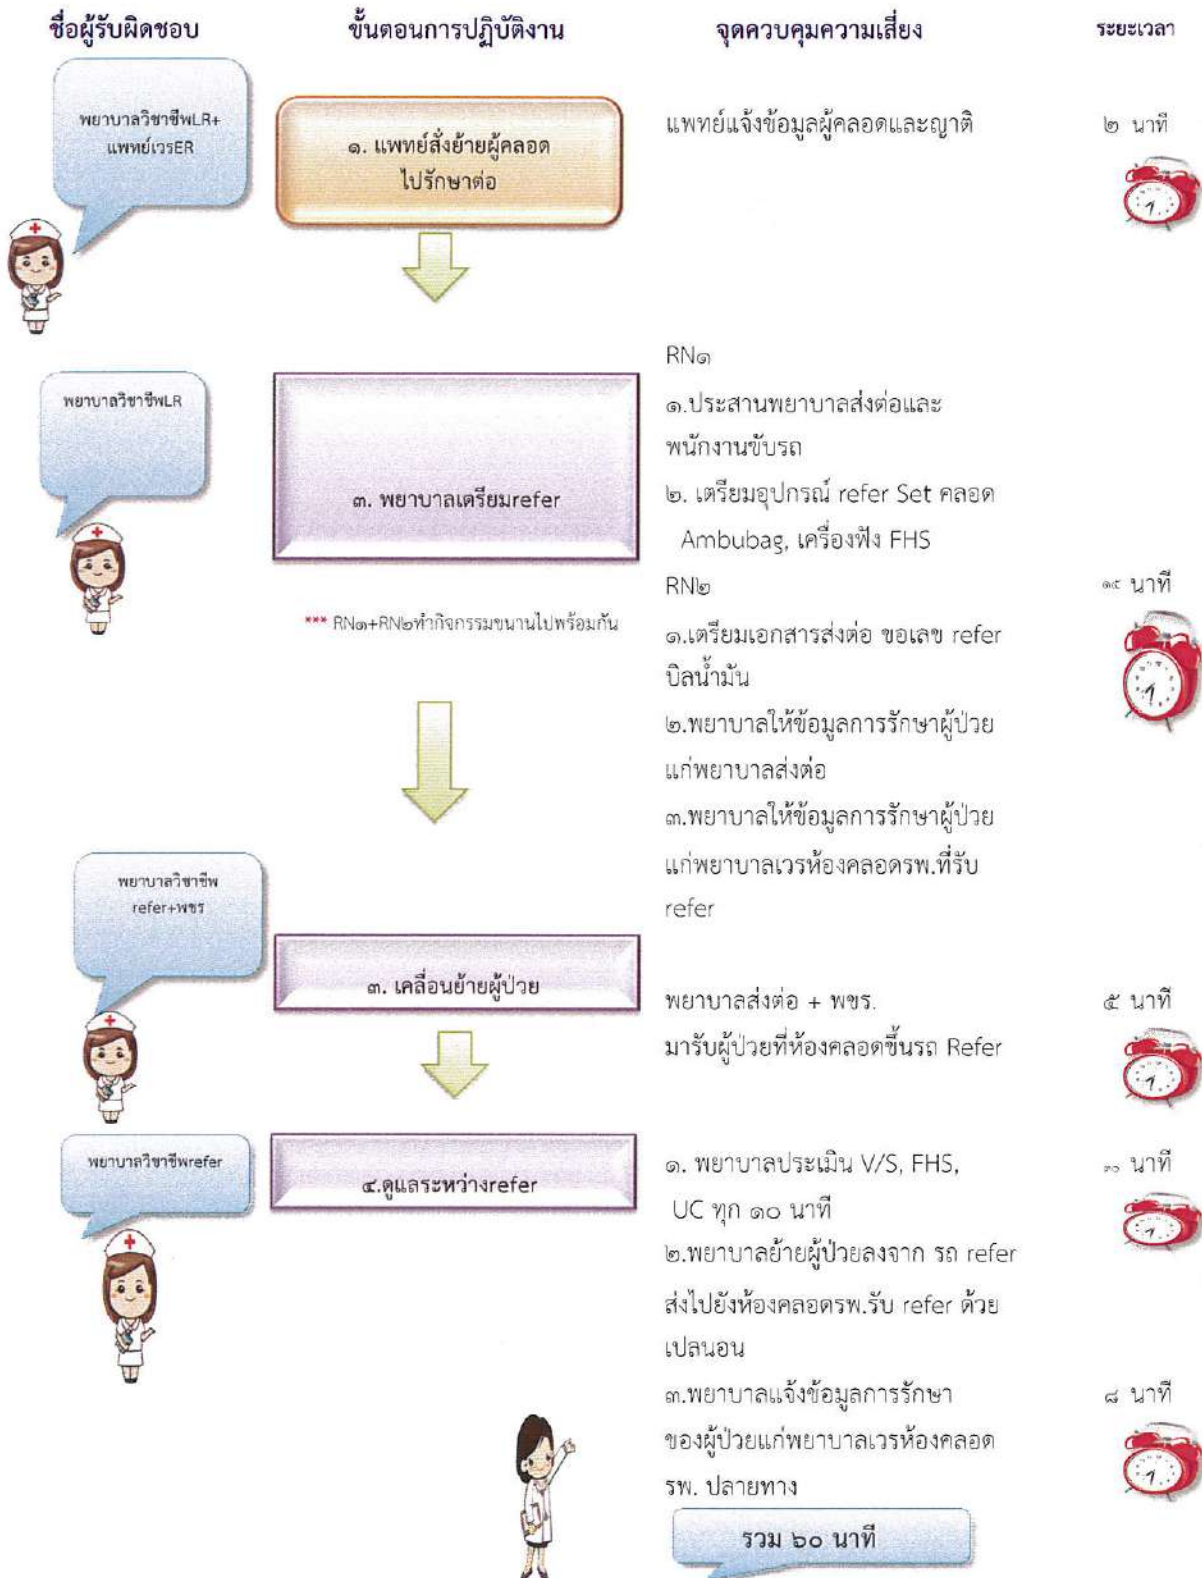 ชื่อผู้รับผิดชอบ ขั้นตอนการปฏิบัติงาน จุดควบคุมความเสี่ยง ระยะเวลา
พยาบาลวิชาชีพLR+
แพทย์เวรER
๑. แพทย์สั่งย้ายผู้คลอด
ไปรักษาต่อ
แพทย์แจ้งข้อมูลผู้คลอดและญาติ
๒ นาที
พยาบาลวิชาชีพLR
๓. พยาบาลเตรียมrefer
*** RN๑+RN๒ทำกิจกรรมขนานไปพร้อมกัน
RN๑
๑.ประสานพยาบาลส่งต่อและ
พนักงานขับรถ
๒. เตรียมอุปกรณ์ refer Set คลอด
Ambubag, เครื่องฟัง FHS
RN๒
๑๕ นาที
๑.เตรียมเอกสารส่งต่อ ขอเลข refer
บิลน้ำมัน
๒.พยาบาลให้ข้อมูลการรักษาผู้ป่วย
แก่พยาบาลส่งต่อ
๓.พยาบาลให้ข้อมูลการรักษาผู้ป่วย
แก่พยาบาลเวรห้องคลอดรพ.ที่รับ
refer
พยาบาลวิชาชีพ
refer+พขร
๓. เคลื่อนย้ายผู้ป่วย
พยาบาลส่งต่อ + พขร.
มารับผู้ป่วยที่ห้องคลอดขึ้นรถ Refer
๕ นาที
พยาบาลวิชาชีพrefer
๔.ดูแลระหว่างrefer
๑. พยาบาลประเมิน V/S, FHS,
UC ทุก ๑๐ นาที
๓๐ นาที
๒.พยาบาลย้ายผู้ป่วยลงจาก รถ refer
ส่งไปยังห้องคลอดรพ.รับ refer ด้วย
เปลนอน
๓.พยาบาลแจ้งข้อมูลการรักษา
ของผู้ป่วยแก่พยาบาลเวรห้องคลอด
รพ. ปลายทาง
๘ นาที
รวม ๖๐ นาที